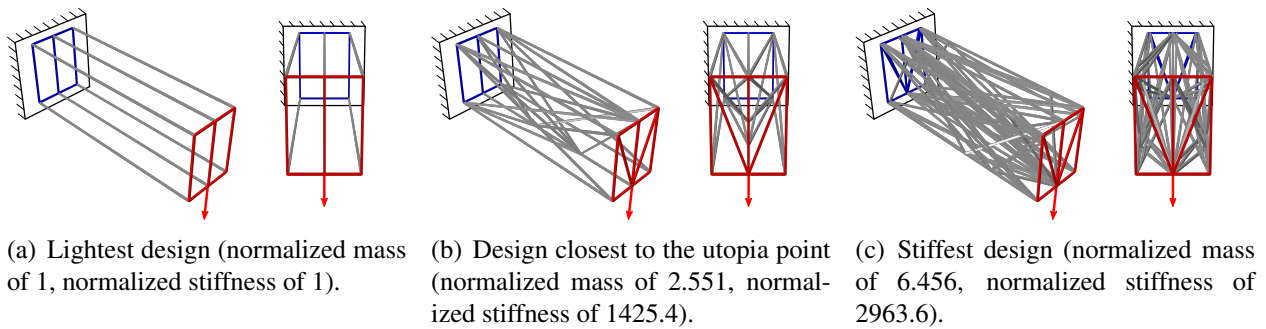 (a) Lightest design (normalized mass
of 1, normalized stiffness of 1).
(b) Design closest to the utopia point
(normalized mass of 2.551, normal-
ized stiffness of 1425.4).
(c) Stiffest design (normalized mass
of 6.456, normalized stiffness of
2963.6).